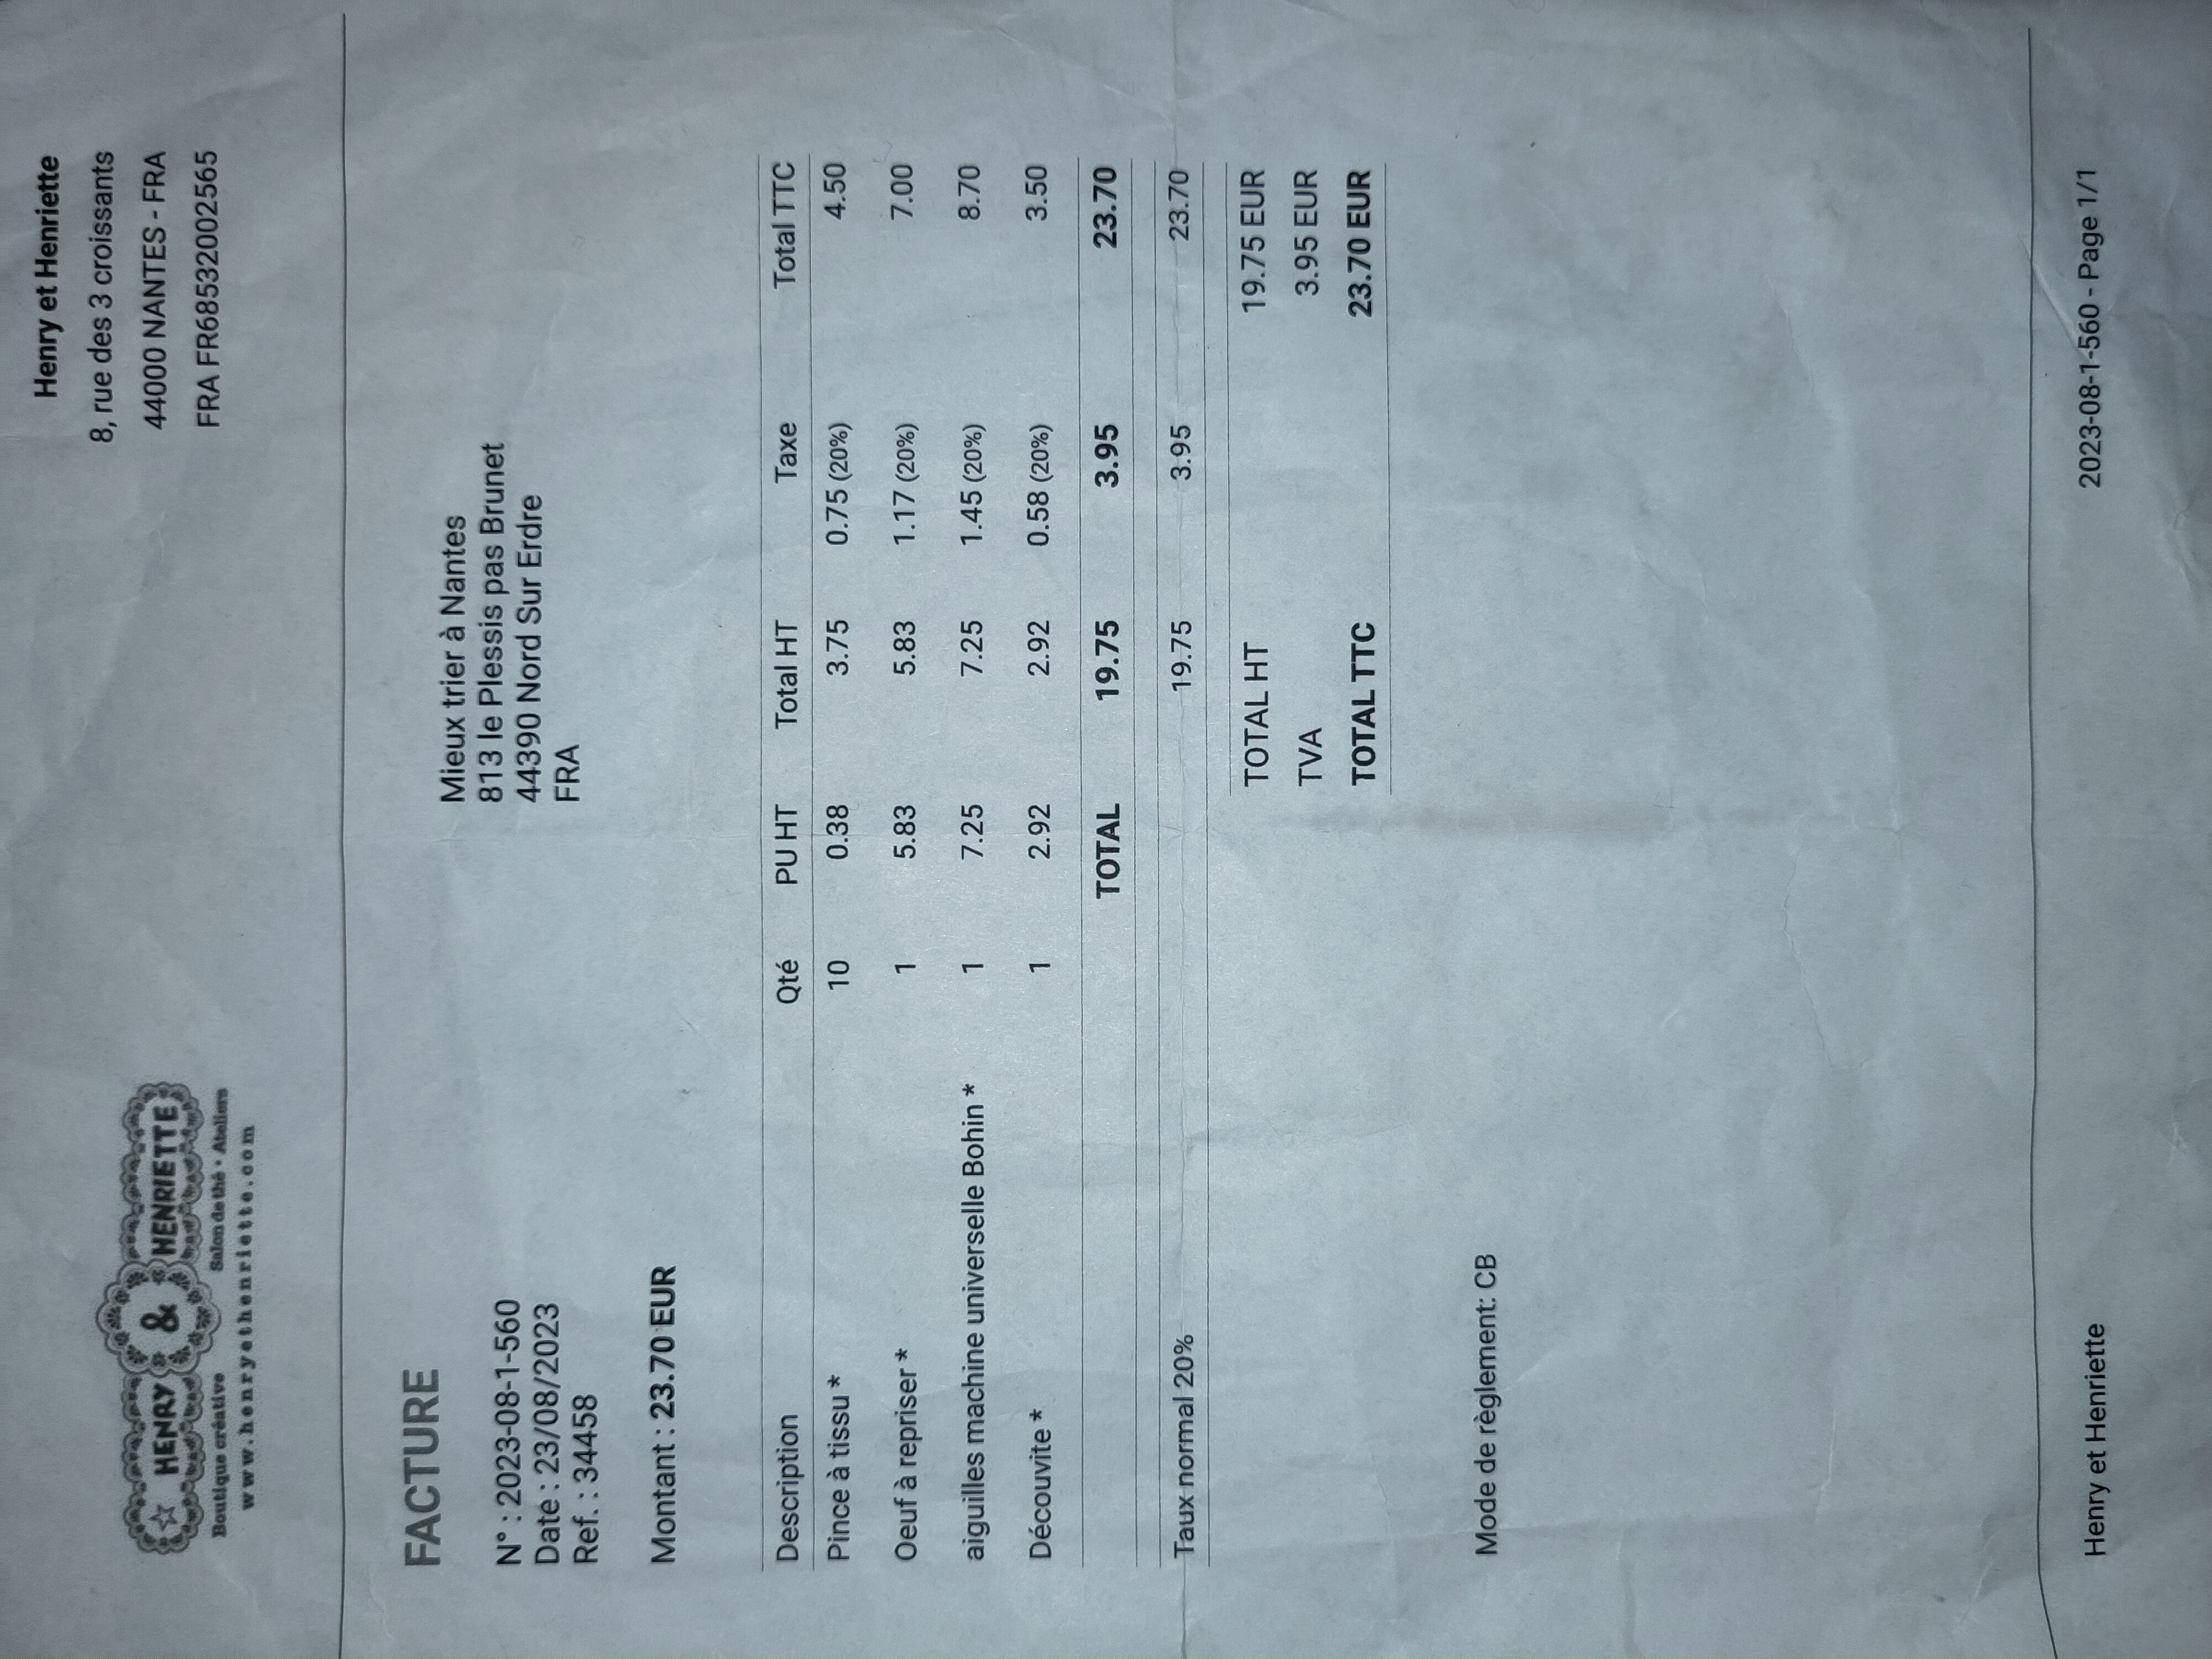 Henry et Henriette
8, rue des 3 croissants
44000 NANTES - FRA
FRA FR68532002565
HENRY & HENRIETTE
Boutique créative Salon de thé • Ateliers
www.henryethenriette.com
FACTURE
N° : 2023-08-1-560
Date : 23/08/2023
Ref. : 34458
Montant : 23.70 EUR
Mieux trier à Nantes
813 le Plessis pas Brunet
44390 Nord Sur Erdre
FRA
Description Qté PU HT Total HT Taxe Total TTC
Pince à tissu * 10 0.38 3.75 0.75 (20%) 4.50
Oeuf à repriser * 1 5.83 5.83 1.17 (20%) 7.00
aiguilles machine universelle Bohin * 1 7.25 7.25 1.45 (20%) 8.70
Découvite * 1 2.92 2.92 0.58 (20%) 3.50
TOTAL 19.75 3.95 23.70
Taux normal 20% 19.75 3.95 23.70
TOTAL HT 19.75 EUR
TVA 3.95 EUR
TOTAL TTC 23.70 EUR
Mode de règlement: CB
Henry et Henriette 2023-08-1-560 - Page 1/1